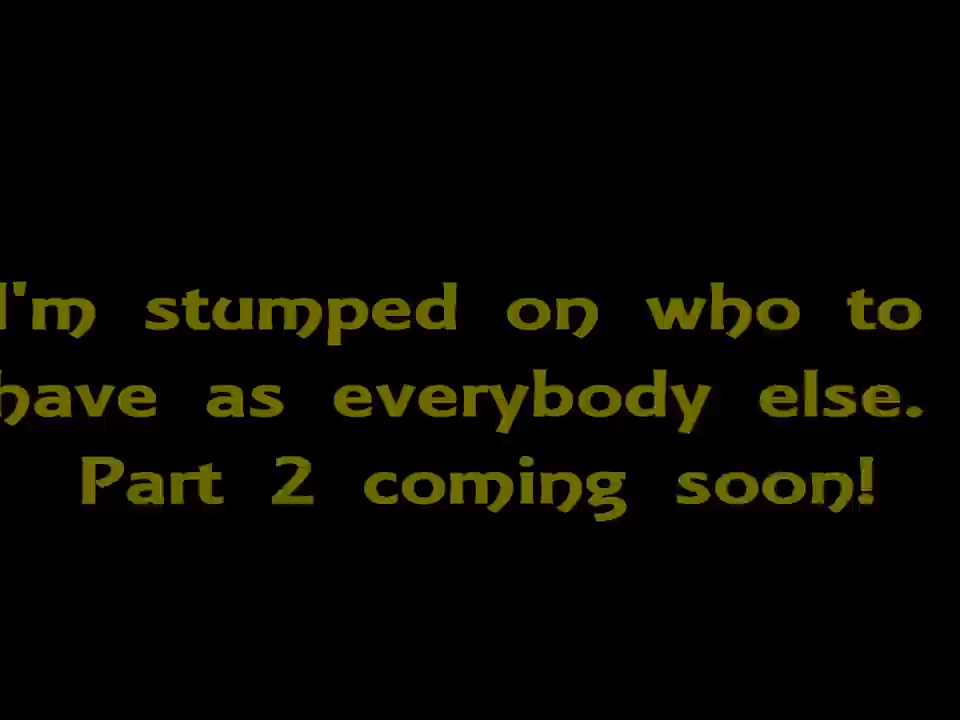 I'm stumped on who to
have as everybody else.
Part 2 coming soon!